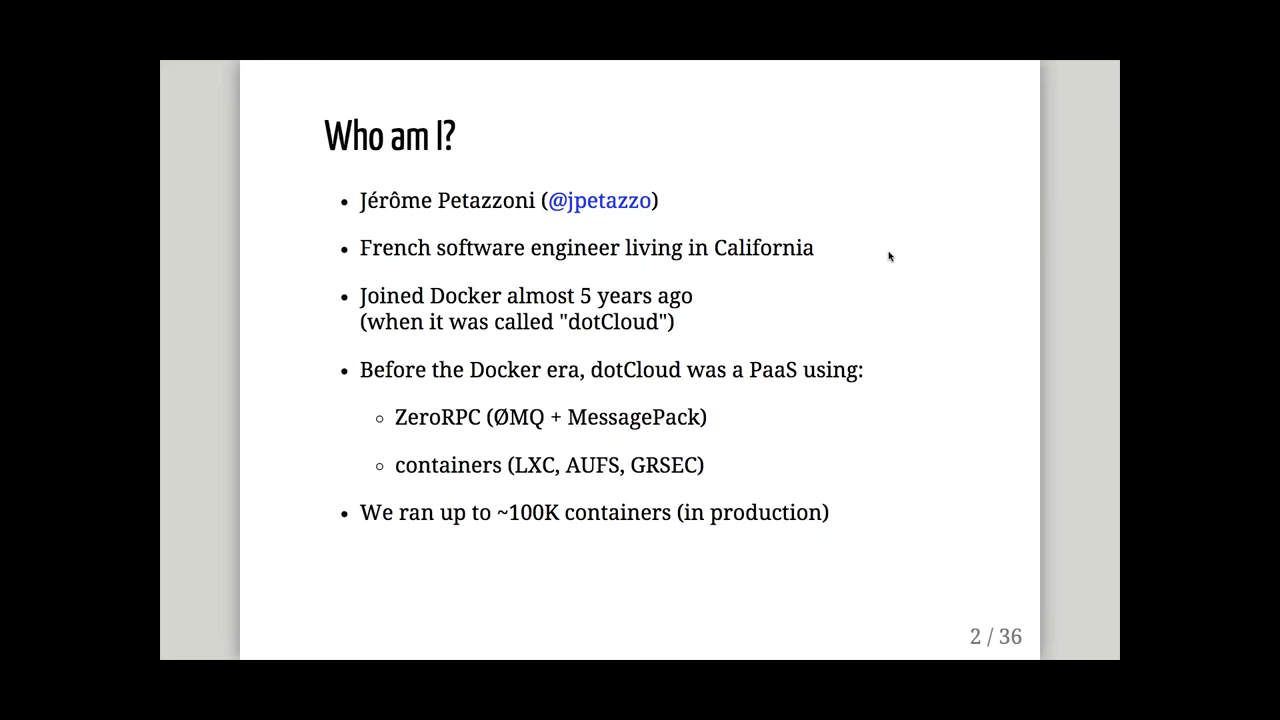 Who am I?
• Jérôme Petazzoni (@jpetazzo)
• French software engineer living in California
• Joined Docker almost 5 years ago
(when it was called "dotCloud")
• Before the Docker era, dotCloud was a PaaS using:
○ ZeroRPC (ØMQ + MessagePack)
○ containers (LXC, AUFS, GRSEC)
• We ran up to ~100K containers (in production)
2 / 36